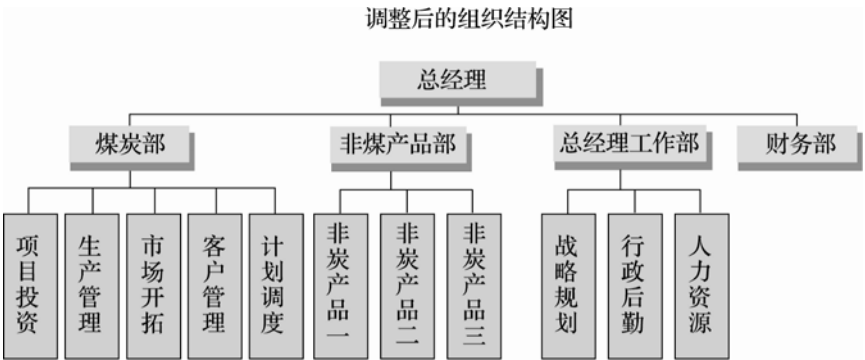 调整后的组织结构图
总经理
煤炭部
非煤产品部
总经理工作部
财务部
项目投资
生产管理
市场开拓
客户管理
计划调度
非炭产品一
非炭产品二
非炭产品三
战略规划
行政后勤
人力资源